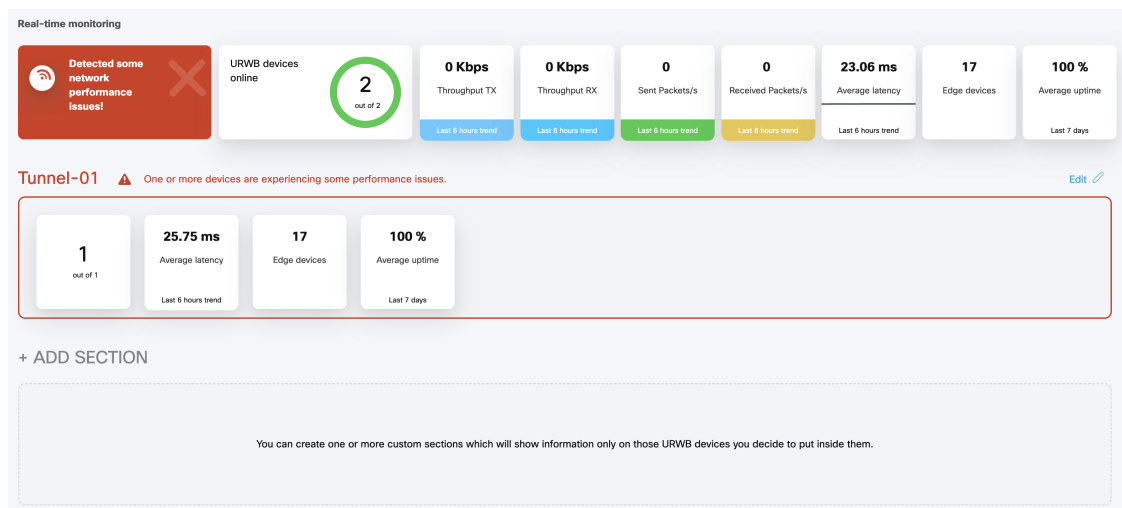 Real-time monitoring
Detected some
network
performance
issues!
URWB devices
online
2
out of 2
0 Kbps
Throughput TX
Last 6 hours trend
0 Kbps
Throughput RX
Last 6 hours trend
0
Sent Packets/s
Last 6 hours trend
0
Received Packets/s
Last 6 hours trend
23.06 ms
Average latency
Last 6 hours trend
17
Edge devices
100 %
Average uptime
Last 7 days
Tunnel-01
One or more devices are experiencing some performance issues.
Edit
1
out of 1
25.75 ms
Average latency
Last 6 hours trend
17
Edge devices
100 %
Average uptime
Last 7 days
+ ADD SECTION
You can create one or more custom sections which will show information only on those URWB devices you decide to put inside them.